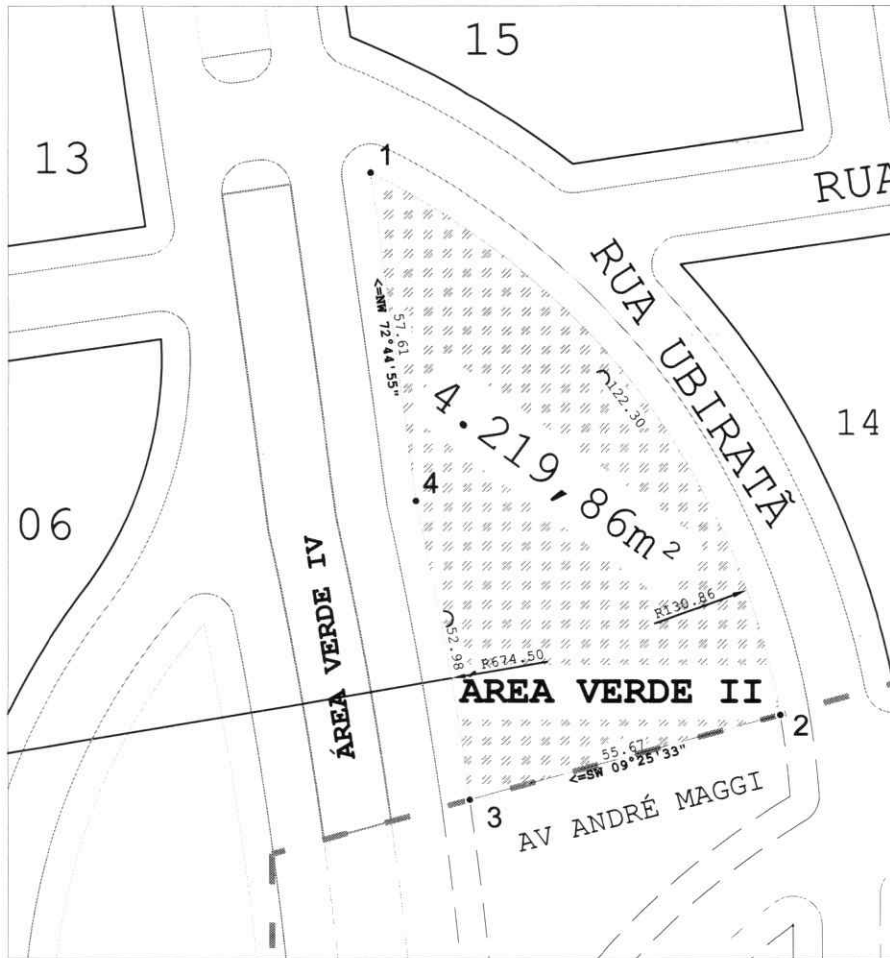 15
13
1
RUA
RUA UBIRATÃ
<=NW 72°44'55"
57.61
122.30
4.219,86m²
14
4
06
ÁREA VERDE IV
R130.86
52.98
R674.50
ÁREA VERDE II
2
55.67
<=SW 09°25'33"
3
AV ANDRÉ MAGGI